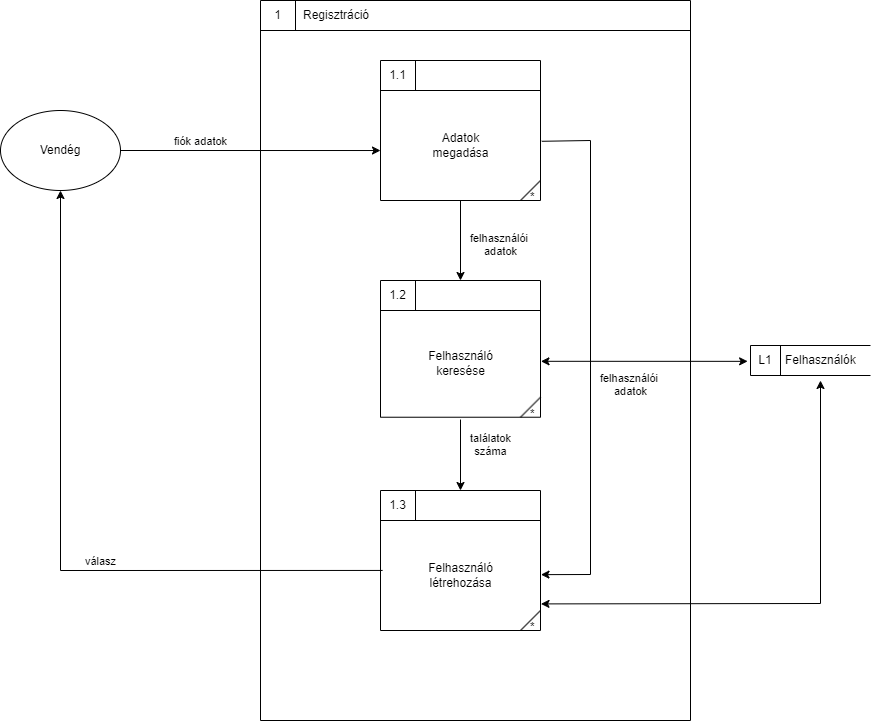 1 Regisztráció
1.1
Adatok
megadása
*
Vendég
fiók adatok
felhasználói
adatok
1.2
Felhasználó
keresése
*
L1 Felhasználók
felhasználói
adatok
találatok
száma
1.3
Felhasználó
létrehozása
*
válasz